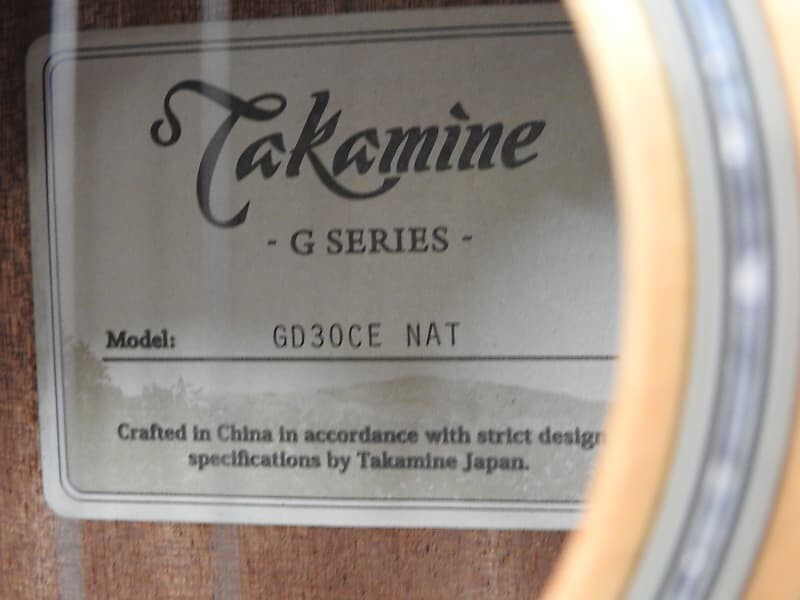 Takamine
- G SERIES -
Model: GD30CE NAT
Crafted in China in accordance with strict design
specifications by Takamine Japan.